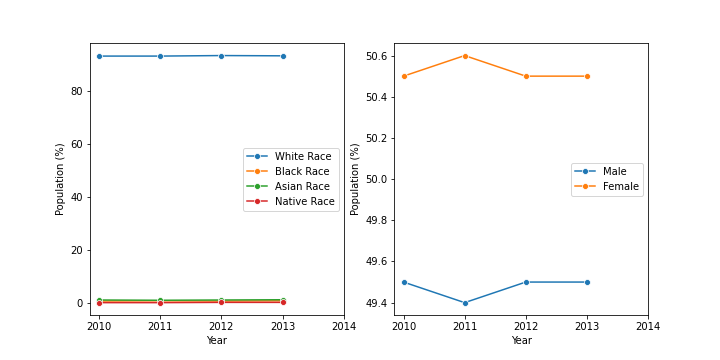 80
60
40
20
0
Population (%)
2010 2011 2012 2013 2014
Year
White Race
Black Race
Asian Race
Native Race
50.6
50.4
50.2
50.0
49.8
49.6
49.4
Population (%)
2010 2011 2012 2013 2014
Year
Male
Female